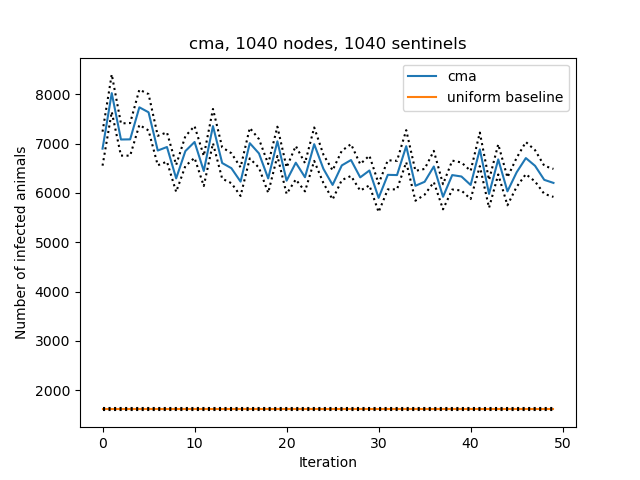 cma, 1040 nodes, 1040 sentinels
cma
uniform baseline
8000
7000
6000
5000
4000
3000
2000
Number of infected animals
0 10 20 30 40 50
Iteration